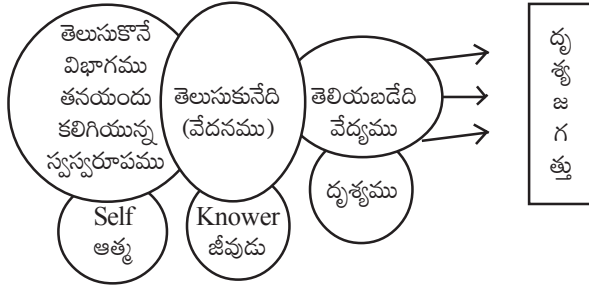 తెలుసుకొనే
విభాగము
తనయందు
కలిగియున్న
స్వస్వరూపము
Self
ఆత్మ
తెలుసుకునేది
(వేదనము)
Knower
జీవుడు
తెలియబడేది
వేద్యము
దృశ్యము
దృ
శ్య
జ
గ
త్తు